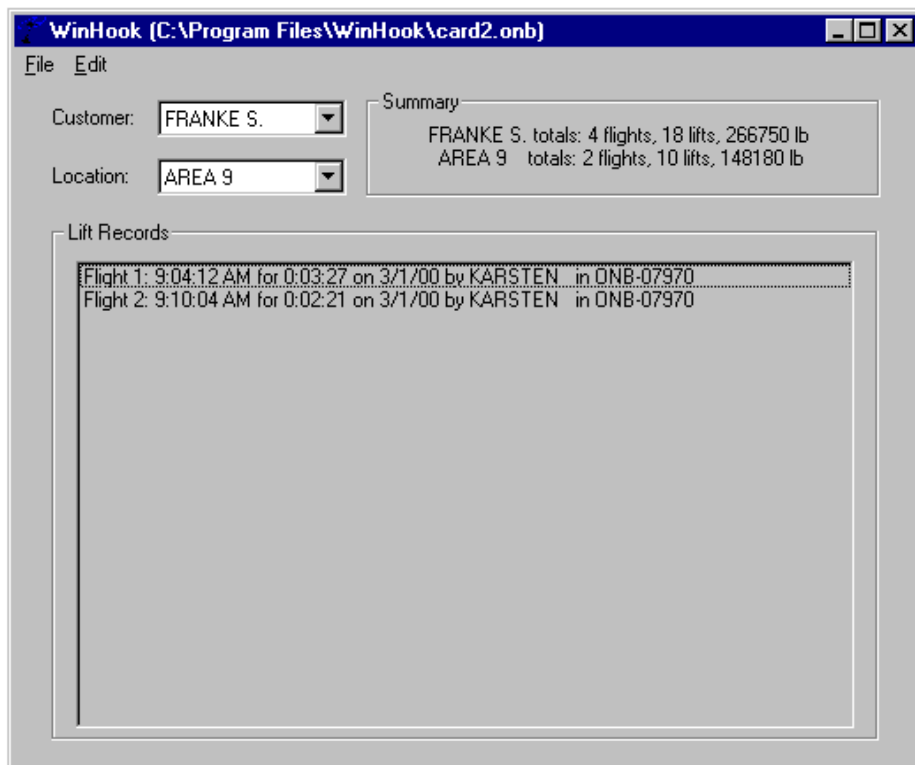 WinHook (C:\Program Files\WinHook\card2.onb)
File Edit
Customer: FRANKE S.
Location: AREA 9
Summary
FRANKE S. totals: 4 flights, 18 lifts, 266750 lb
AREA 9 totals: 2 flights, 10 lifts, 148180 lb
Lift Records
Flight 1: 9:04:12 AM for 0:03:27 on 3/1/00 by KARSTEN in ONB-07970
Flight 2: 9:10:04 AM for 0:02:21 on 3/1/00 by KARSTEN in ONB-07970